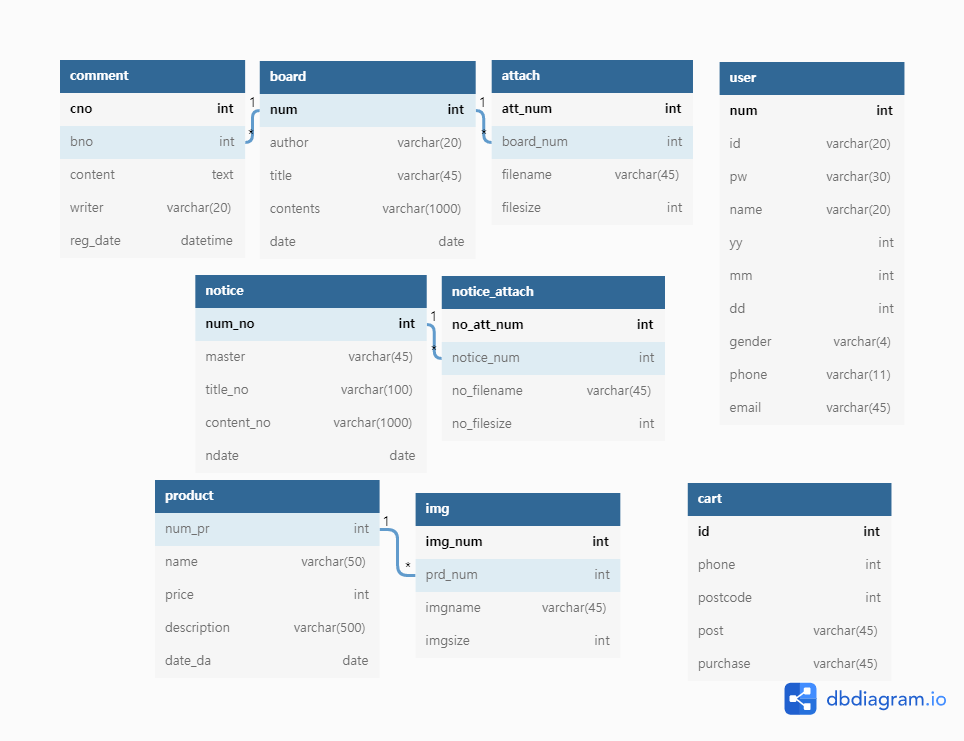 comment
cno int
bno int
content text
writer varchar(20)
reg_date datetime
board
num int
author varchar(20)
title varchar(45)
contents varchar(1000)
date date
attach
att_num int
board_num int
filename varchar(45)
filesize int
user
num int
id varchar(20)
pw varchar(30)
name varchar(20)
yy int
mm int
dd int
gender varchar(4)
phone varchar(11)
email varchar(45)
1
*
1
*
notice
num_no int
master varchar(45)
title_no varchar(100)
content_no varchar(1000)
ndate date
notice_attach
no_att_num int
notice_num int
no_filename varchar(45)
no_filesize int
1
*
product
num_pr int
name varchar(50)
price int
description varchar(500)
date_da date
img
img_num int
prd_num int
imgname varchar(45)
imgsize int
1
*
cart
id int
phone int
postcode int
post varchar(45)
purchase varchar(45)
dbdiagram.io